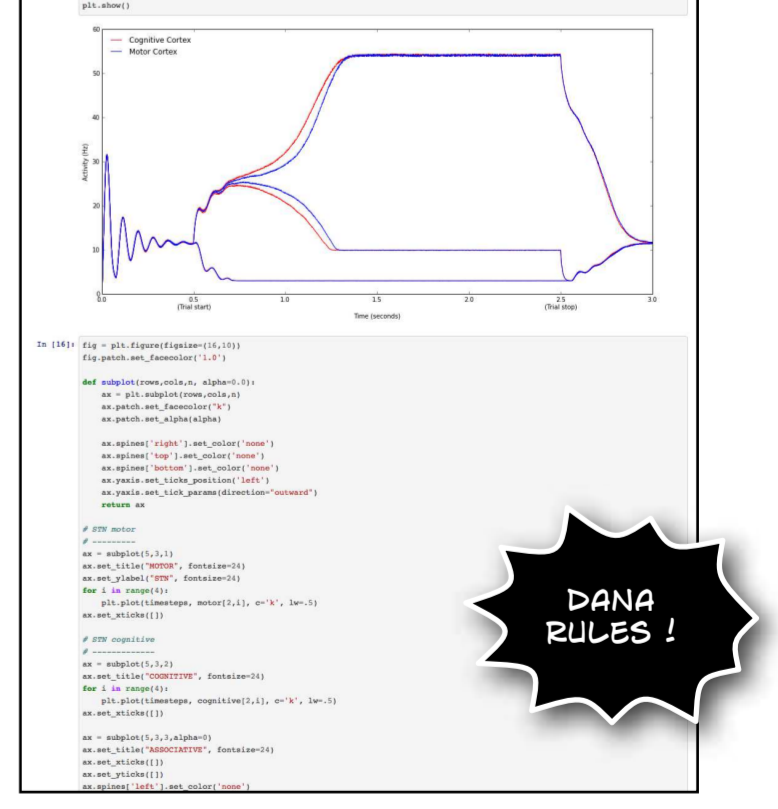 plt.show()
60
Cognitive Cortex
Motor Cortex
50
40
Activity (Hz)
30
20
10
0
0.0
0.5
1.0
1.5
2.0
2.5
3.0
(Trial start)
(Trial stop)
Time (seconds)
In [16]: fig = plt.figure(figsize=(16,10))
fig.patch.set_facecolor('1.0')
def subplot(rows,cols,n, alpha=0.0):
    ax = plt.subplot(rows,cols,n)
    ax.patch.set_facecolor("k")
    ax.patch.set_alpha(alpha)
    ax.spines['right'].set_color('none')
    ax.spines['top'].set_color('none')
    ax.spines['bottom'].set_color('none')
    ax.yaxis.set_ticks_position('left')
    ax.yaxis.set_tick_params(direction="outward")
    return ax
# STN motor
# ---------
ax = subplot(5,3,1)
ax.set_title("MOTOR", fontsize=24)
ax.set_ylabel("STN", fontsize=24)
for i in range(4):
    plt.plot(timesteps, motor[2,i], c='k', lw=.5)
ax.set_xticks([])
# STN cognitive
# -------------
ax = subplot(5,3,2)
ax.set_title("COGNITIVE", fontsize=24)
for i in range(4):
    plt.plot(timesteps, cognitive[2,i], c='k', lw=.5)
ax.set_xticks([])
ax = subplot(5,3,3,alpha=0)
ax.set_title("ASSOCIATIVE", fontsize=24)
ax.set_xticks([])
ax.set_yticks([])
ax.spines['left'].set_color('none')
DANA
RULES !